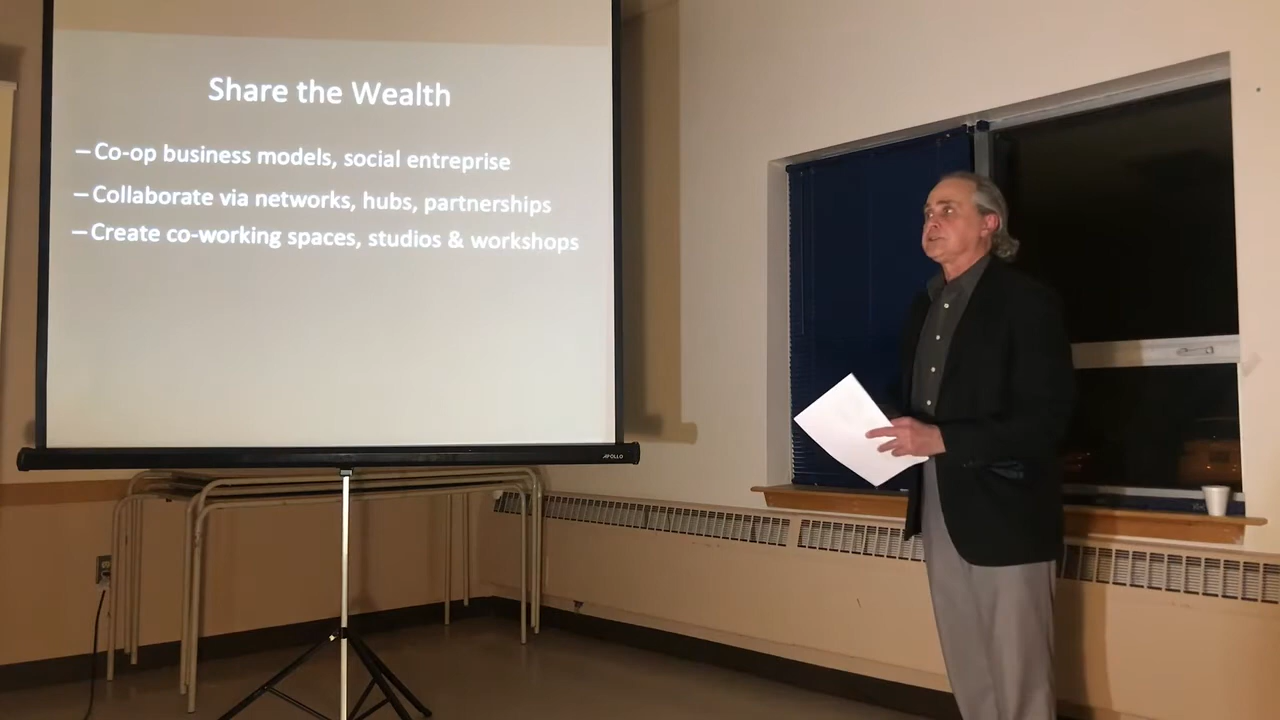 Share the Wealth
– Co-op business models, social entreprise
– Collaborate via networks, hubs, partnerships
– Create co-working spaces, studios & workshops
APOLLO